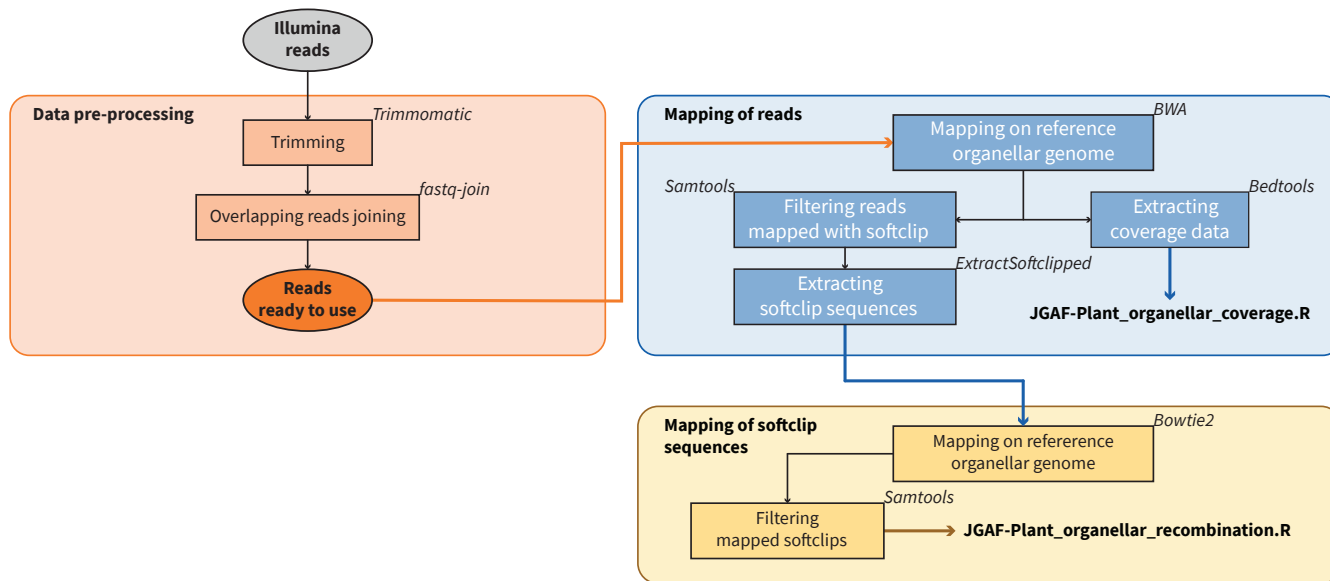 Illumina
reads
Data pre-processing
Trimmomatic
Trimming
fastq-join
Overlapping reads joining
Reads
ready to use
Mapping of reads
BWA
Mapping on reference
organellar genome
Samtools
Filtering reads
mapped with softclip
Bedtools
Extracting
coverage data
ExtractSoftclipped
Extracting
softclip sequences
JGAF-Plant_organellar_coverage.R
Mapping of softclip
sequences
Bowtie2
Mapping on refererence
organellar genome
Samtools
Filtering
mapped softclips
JGAF-Plant_organellar_recombination.R